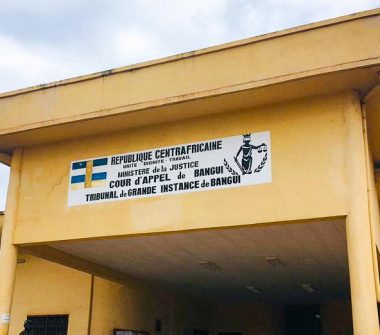 REPUBLIQUE CENTRAFRICAINE
UNITE DIGNITE TRAVAIL
MINISTERE de la JUSTICE
COUR D'APPEL de BANGUI
TRIBUNAL de GRANDE INSTANCE de BANGUI